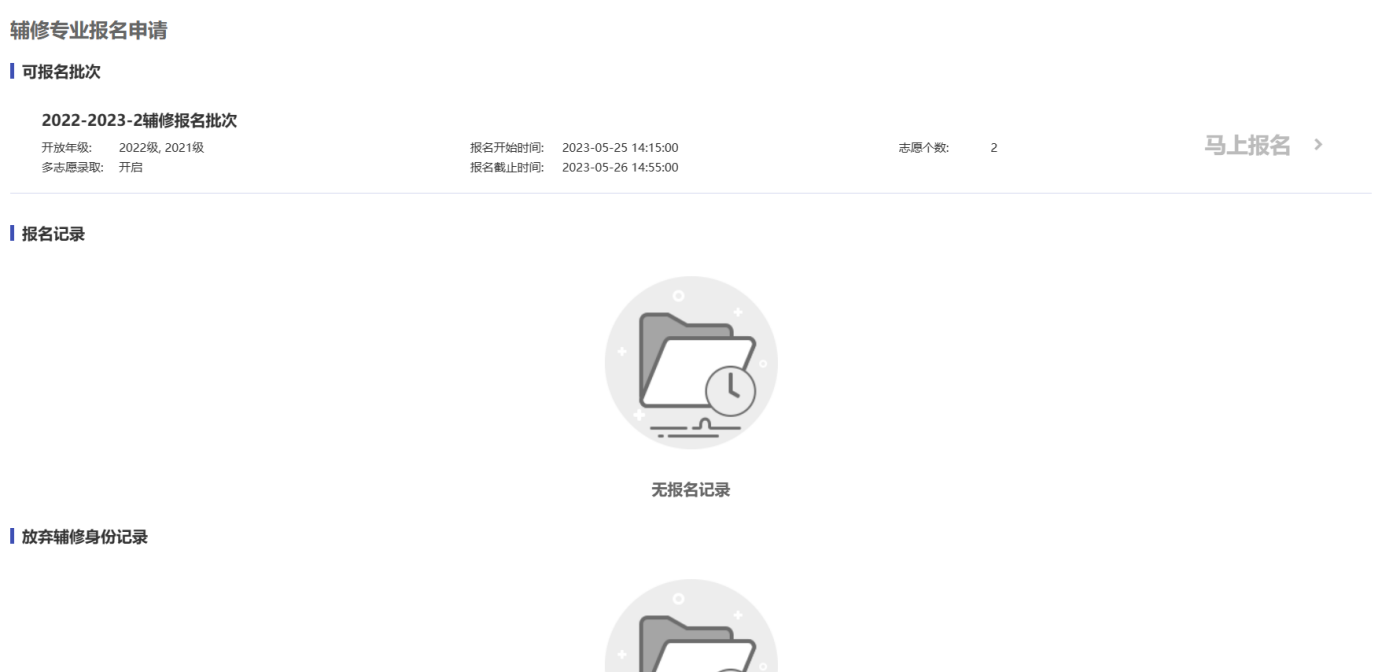 辅修专业报名申请
可报名批次
2022-2023-2辅修报名批次
开放年级: 2022级, 2021级 报名开始时间: 2023-05-25 14:15:00 志愿个数: 2
多志愿录取: 开启 报名截止时间: 2023-05-26 14:55:00
马上报名
报名记录
无报名记录
放弃辅修身份记录